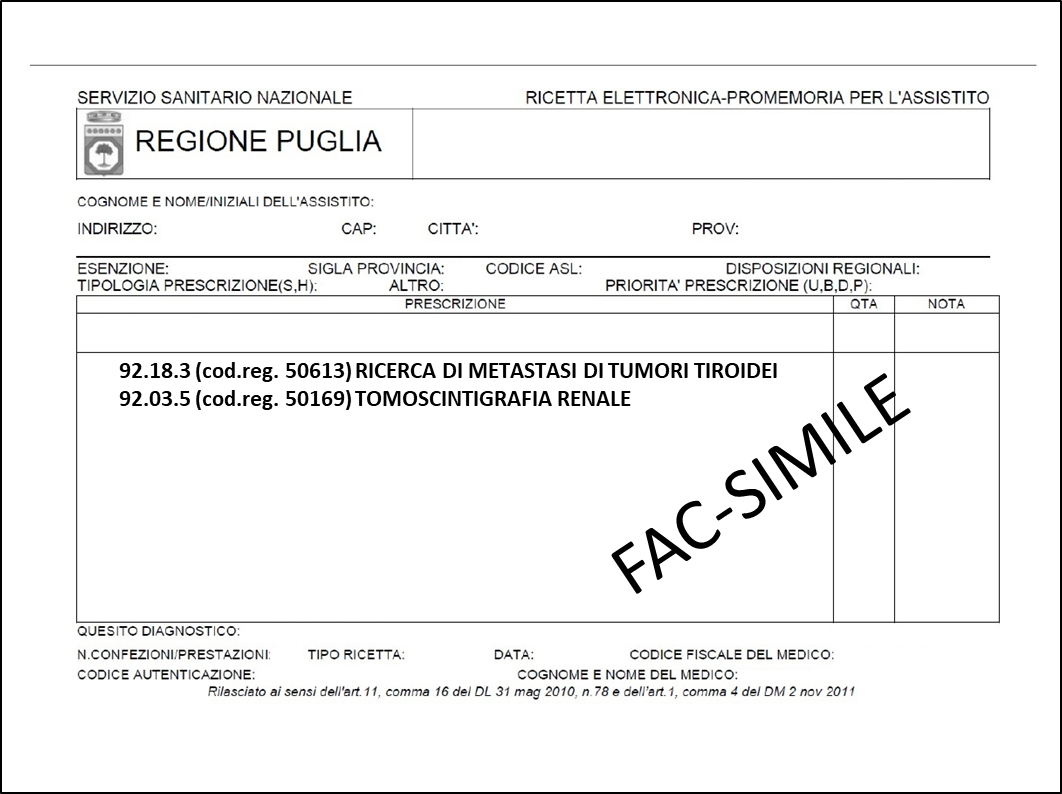 SERVIZIO SANITARIO NAZIONALE RICETTA ELETTRONICA-PROMEMORIA PER L'ASSISTITO
REGIONE PUGLIA
COGNOME E NOME/INIZIALI DELL'ASSISTITO:
INDIRIZZO: CAP: CITTA': PROV:
ESENZIONE: SIGLA PROVINCIA: CODICE ASL: DISPOSIZIONI REGIONALI:
TIPOLOGIA PRESCRIZIONE(S,H): ALTRO: PRIORITA' PRESCRIZIONE (U,B,D,P):
PRESCRIZIONE QTA NOTA
92.18.3 (cod.reg. 50613) RICERCA DI METASTASI DI TUMORI TIROIDEI
92.03.5 (cod.reg. 50169) TOMOSCINTIGRAFIA RENALE
FAC-SIMILE
QUESITO DIAGNOSTICO:
N.CONFEZIONI/PRESTAZIONI: TIPO RICETTA: DATA: CODICE FISCALE DEL MEDICO:
CODICE AUTENTICAZIONE: COGNOME E NOME DEL MEDICO:
Rilasciato ai sensi dell'art.11, comma 16 del DL 31 mag 2010, n.78 e dell'art.1, comma 4 del DM 2 nov 2011